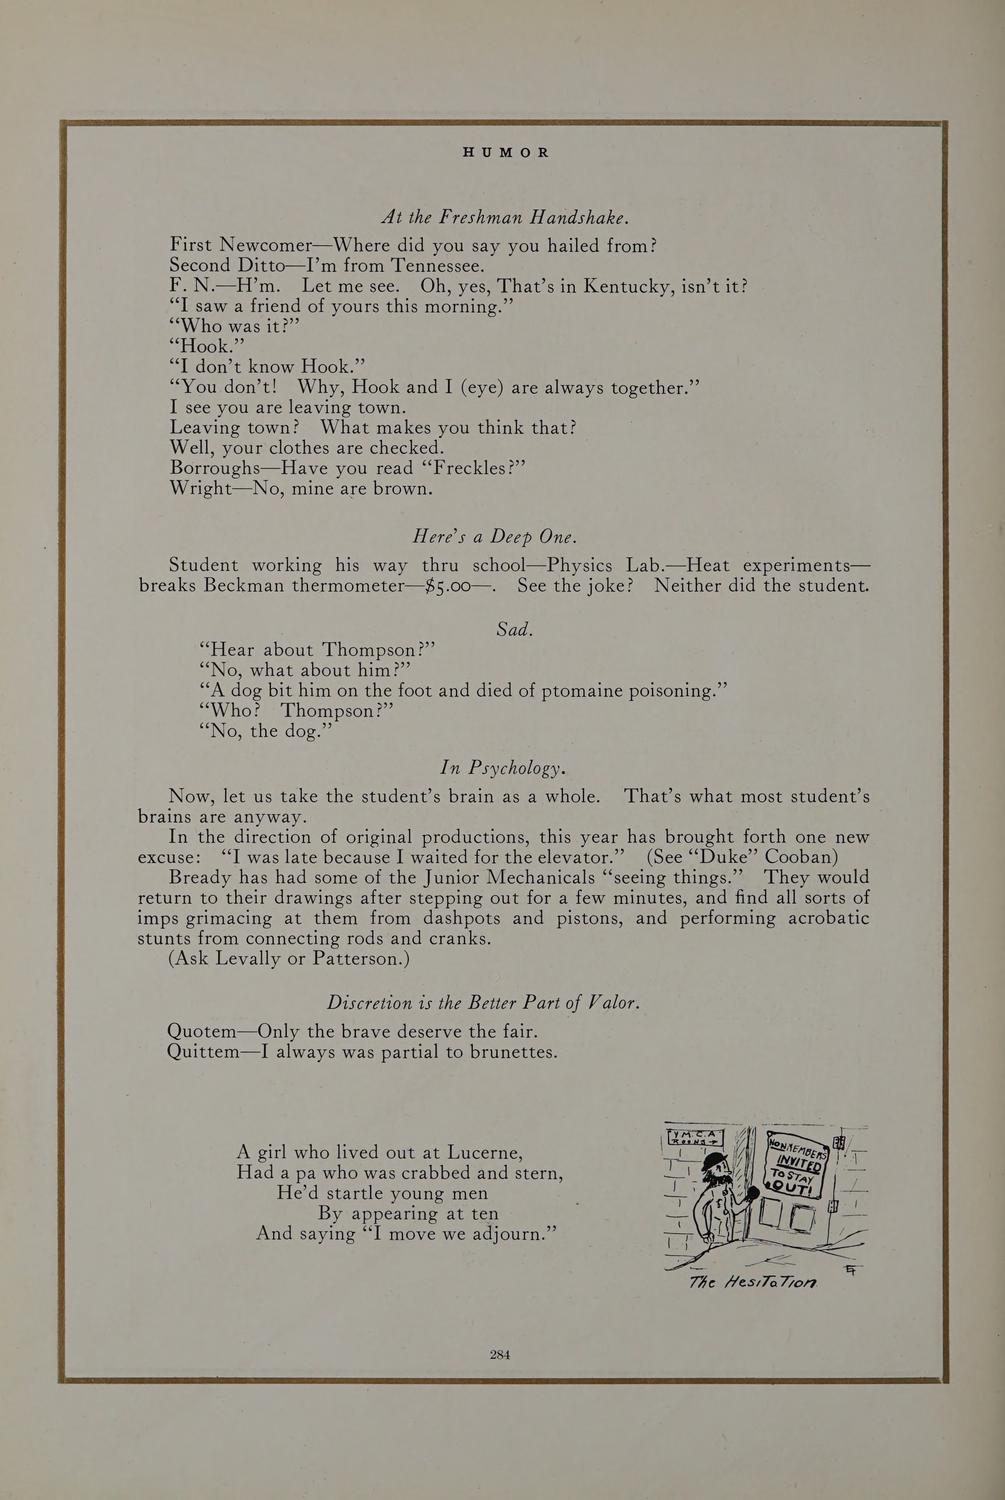 HUMOR
At the Freshman Handshake.
First Newcomer—Where did you say you hailed from?
Second Ditto—I’m from Tennessee.
F. N.—H’m. Let me see. Oh, yes, That’s in Kentucky, isn’t it?
“I saw a friend of yours this morning.”
“Who was it?”
“Hook.”
“I don’t know Hook.”
“You don’t! Why, Hook and I (eye) are always together.”
I see you are leaving town.
Leaving town? What makes you think that?
Well, your clothes are checked.
Borroughs—Have you read “Freckles?”
Wright—No, mine are brown.
Here’s a Deep One.
Student working his way thru school—Physics Lab.—Heat experiments—
breaks Beckman thermometer—$5.00—. See the joke? Neither did the student.
Sad.
“Hear about Thompson?”
“No, what about him?”
“A dog bit him on the foot and died of ptomaine poisoning.”
“Who? Thompson?”
“No, the dog.”
In Psychology.
Now, let us take the student’s brain as a whole. That’s what most student’s
brains are anyway.
In the direction of original productions, this year has brought forth one new
excuse: “I was late because I waited for the elevator.” (See “Duke” Cooban)
Bready has had some of the Junior Mechanicals “seeing things.” They would
return to their drawings after stepping out for a few minutes, and find all sorts of
imps grimacing at them from dashpots and pistons, and performing acrobatic
stunts from connecting rods and cranks.
(Ask Levally or Patterson.)
Discretion is the Better Part of Valor.
Quotem—Only the brave deserve the fair.
Quittem—I always was partial to brunettes.
A girl who lived out at Lucerne,
Had a pa who was crabbed and stern,
He’d startle young men
By appearing at ten
And saying “I move we adjourn.”
Y.M.C.A
ROOMS
NONMEMBERS
INVITED
TO STAY
OUT!
The HesiTaTion
284